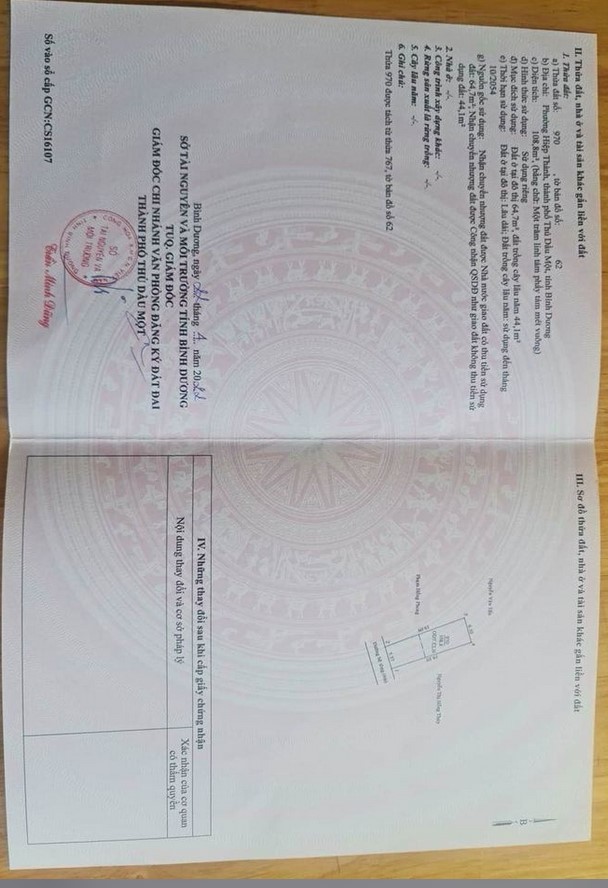 II. Thửa đất, nhà ở và tài sản khác gắn liền với đất
1. Thửa đất:
a) Thửa đất số: 970 tờ bản đồ số: 62
b) Địa chỉ: Phường Hiệp Thành, thành phố Thủ Dầu Một, tỉnh Bình Dương
c) Diện tích: 108,8m², (bằng chữ: Một trăm linh tám phẩy tám mét vuông)
d) Hình thức sử dụng: Sử dụng riêng
đ) Mục đích sử dụng: Đất ở tại đô thị 64,7m², đất trồng cây lâu năm 44,1m²
e) Thời hạn sử dụng: Đất ở tại đô thị: Lâu dài; Đất trồng cây lâu năm: sử dụng đến tháng
10/2054
g) Nguồn gốc sử dụng: Nhận chuyển nhượng đất được Nhà nước giao đất có thu tiền sử dụng
đất: 64,7m²; Nhận chuyển nhượng đất được Công nhận QSDĐ như giao đất không thu tiền sử
dụng đất: 44,1m²
2. Nhà ở: -/-
3. Công trình xây dựng khác: -/-
4. Rừng sản xuất là rừng trồng: -/-
5. Cây lâu năm: -/-
6. Ghi chú:
Thửa 970 được tách từ thửa 767, tờ bản đồ số 62
Bình Dương, ngày tháng năm 20
SỞ TÀI NGUYÊN VÀ MÔI TRƯỜNG TỈNH BÌNH DƯƠNG
TUQ. GIÁM ĐỐC
GIÁM ĐỐC CHI NHÁNH VĂN PHÒNG ĐĂNG KÝ ĐẤT ĐAI
THÀNH PHỐ THỦ DẦU MỘT
SỞ
TÀI NGUYÊN VÀ
MÔI TRƯỜNG
Số vào sổ cấp GCN:CS16107
III. Sơ đồ thửa đất, nhà ở và tài sản khác gắn liền với đất
B
Phạm Hồng Phong
IV. Những thay đổi sau khi cấp giấy chứng nhận
Nội dung thay đổi và cơ sở pháp lý
Xác nhận của cơ quan
có thẩm quyền